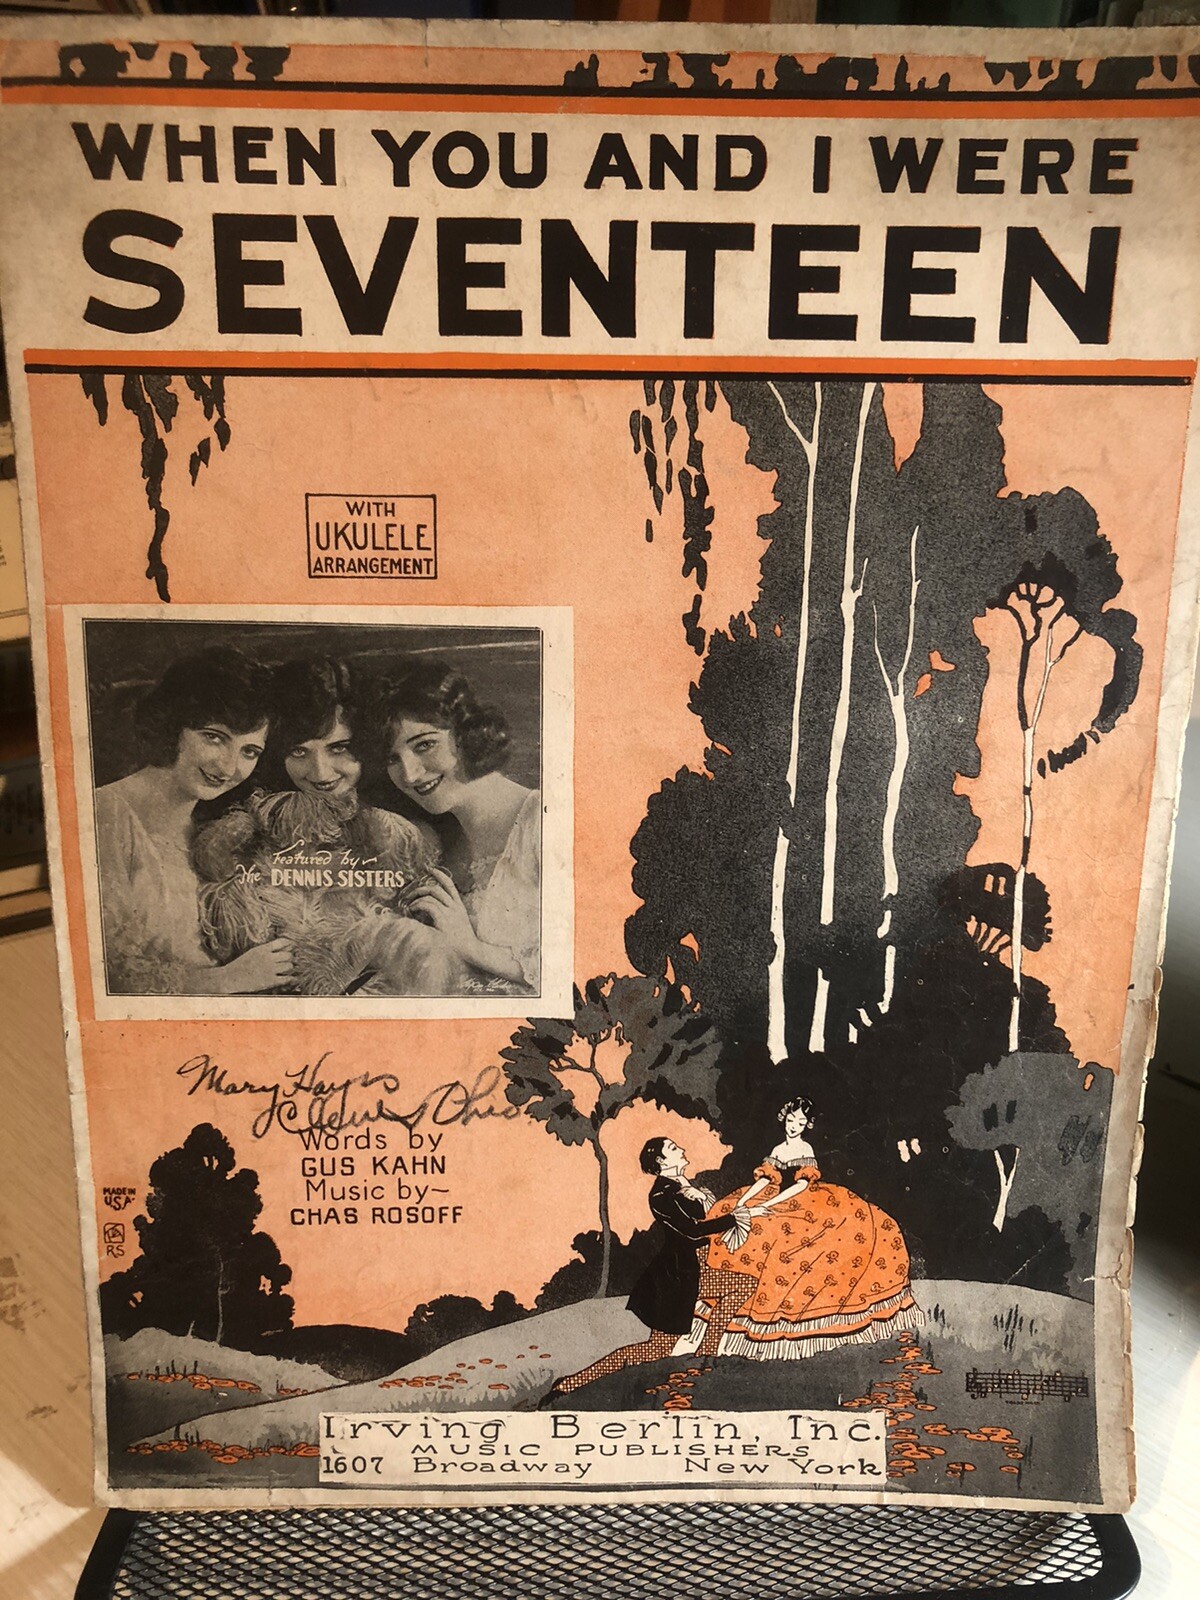 WHEN YOU AND I WERE
SEVENTEEN
WITH
UKULELE
ARRANGEMENT
Featured by
The DENNIS SISTERS
Mary Hayes
Words by
GUS KAHN
Music by~
CHAS ROSOFF
MADE IN
U.S.A.
RS
Irving Berlin, Inc.
MUSIC PUBLISHERS
1607 Broadway New York